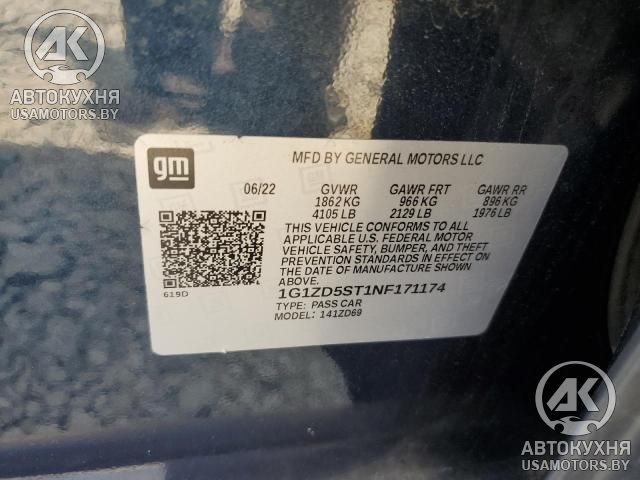 AK
АВТОКУХНЯ
USAMOTORS.BY
gm
MFD BY GENERAL MOTORS LLC
06/22 GVWR GAWR FRT GAWR RR
1862 KG 966 KG 896 KG
4105 LB 2129 LB 1976 LB
THIS VEHICLE CONFORMS TO ALL
APPLICABLE U.S. FEDERAL MOTOR
VEHICLE SAFETY, BUMPER, AND THEFT
PREVENTION STANDARDS IN EFFECT ON
THE DATE OF MANUFACTURE SHOWN
ABOVE.
619D
1G1ZD5ST1NF171174
TYPE: PASS CAR
MODEL: 141ZD69
AK
АВТОКУХНЯ
USAMOTORS.BY